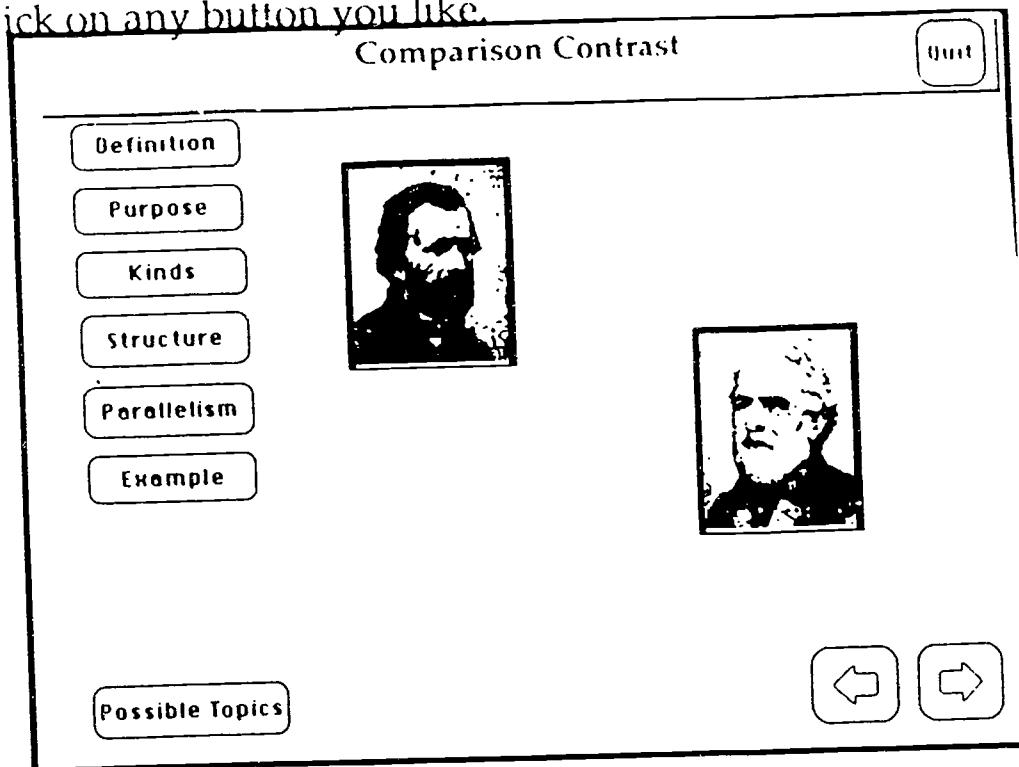 ick on any button you like.
Comparison Contrast
Quit
Definition
Purpose
Kinds
Structure
Parallelism
Example
Possible Topics